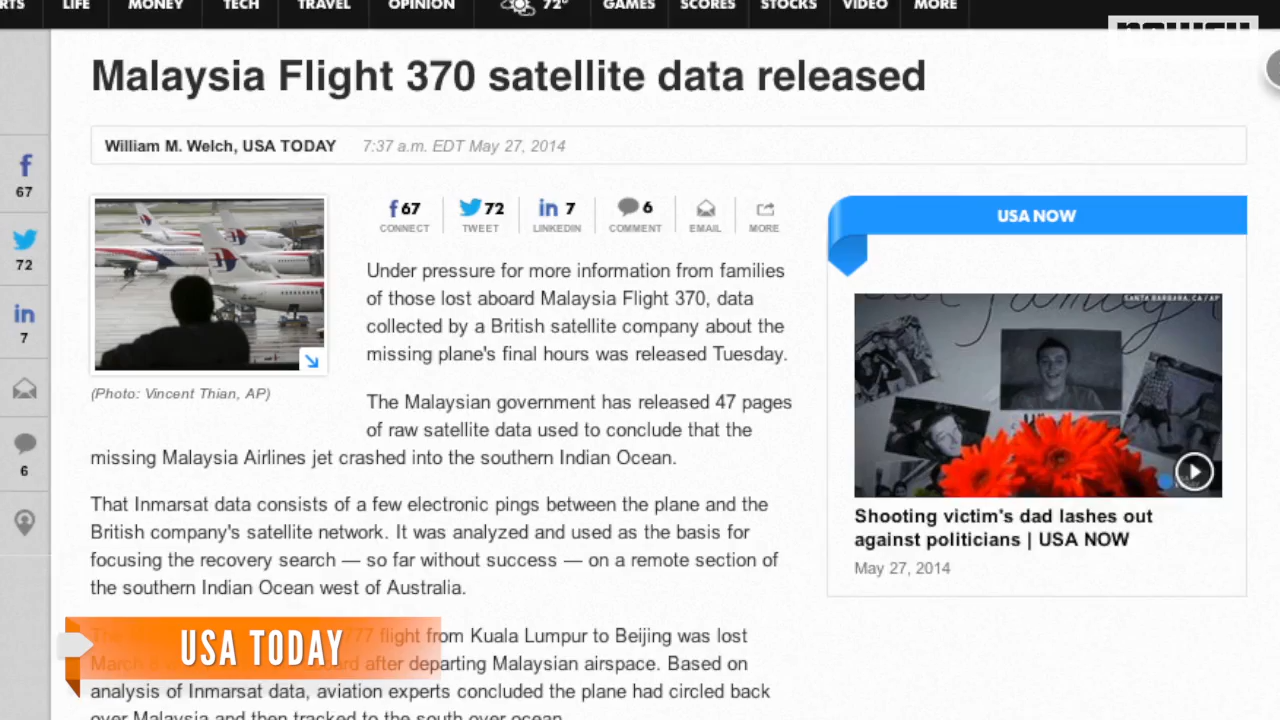 RTS LIFE MONEY TECH TRAVEL OPINION 72° GAMES SCORES STOCKS VIDEO MORE
Malaysia Flight 370 satellite data released
William M. Welch, USA TODAY 7:37 a.m. EDT May 27, 2014
67
72
7
6
67 72 7 6
CONNECT TWEET LINKEDIN COMMENT EMAIL MORE
(Photo: Vincent Thian, AP)
Under pressure for more information from families
of those lost aboard Malaysia Flight 370, data
collected by a British satellite company about the
missing plane's final hours was released Tuesday.
The Malaysian government has released 47 pages
of raw satellite data used to conclude that the
missing Malaysia Airlines jet crashed into the southern Indian Ocean.
That Inmarsat data consists of a few electronic pings between the plane and the
British company's satellite network. It was analyzed and used as the basis for
focusing the recovery search — so far without success — on a remote section of
the southern Indian Ocean west of Australia.
The 777 flight from Kuala Lumpur to Beijing was lost
March after departing Malaysian airspace. Based on
analysis of Inmarsat data, aviation experts concluded the plane had circled back
over Malaysia and then tracked to the south over ocean.
USA TODAY
USA NOW
SANTA BARBARA, CA / AP
family
Shooting victim's dad lashes out
against politicians | USA NOW
May 27, 2014